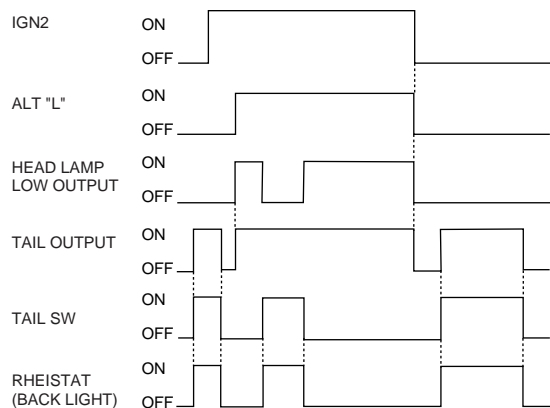 IGN2 ON
OFF
ALT "L" ON
OFF
HEAD LAMP
LOW OUTPUT ON
OFF
TAIL OUTPUT ON
OFF
TAIL SW ON
OFF
RHEISTAT
(BACK LIGHT) ON
OFF